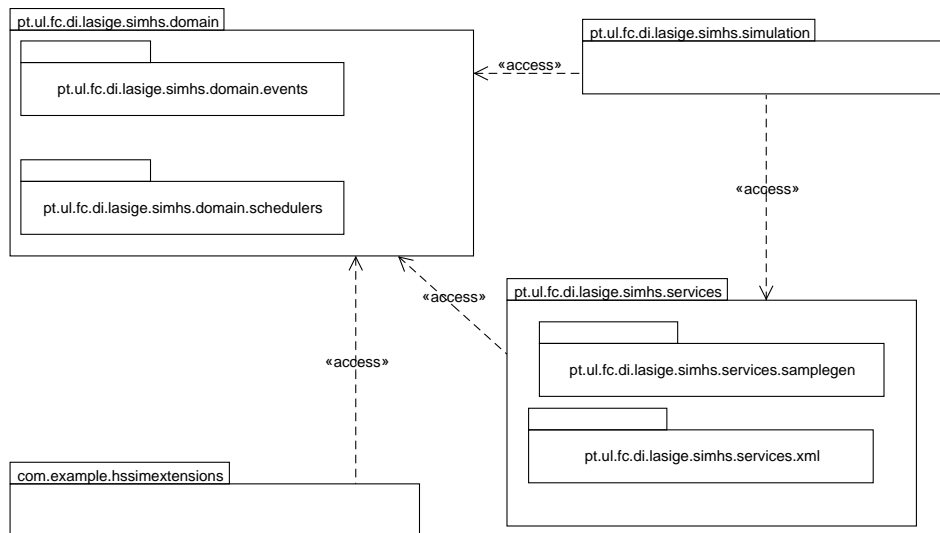 pt.ul.fc.di.lasige.simhs.domain
pt.ul.fc.di.lasige.simhs.simulation
pt.ul.fc.di.lasige.simhs.domain.events
«access»
pt.ul.fc.di.lasige.simhs.domain.schedulers
«access»
pt.ul.fc.di.lasige.simhs.services
«access»
«access»
pt.ul.fc.di.lasige.simhs.services.samplegen
pt.ul.fc.di.lasige.simhs.services.xml
com.example.hssimextensions